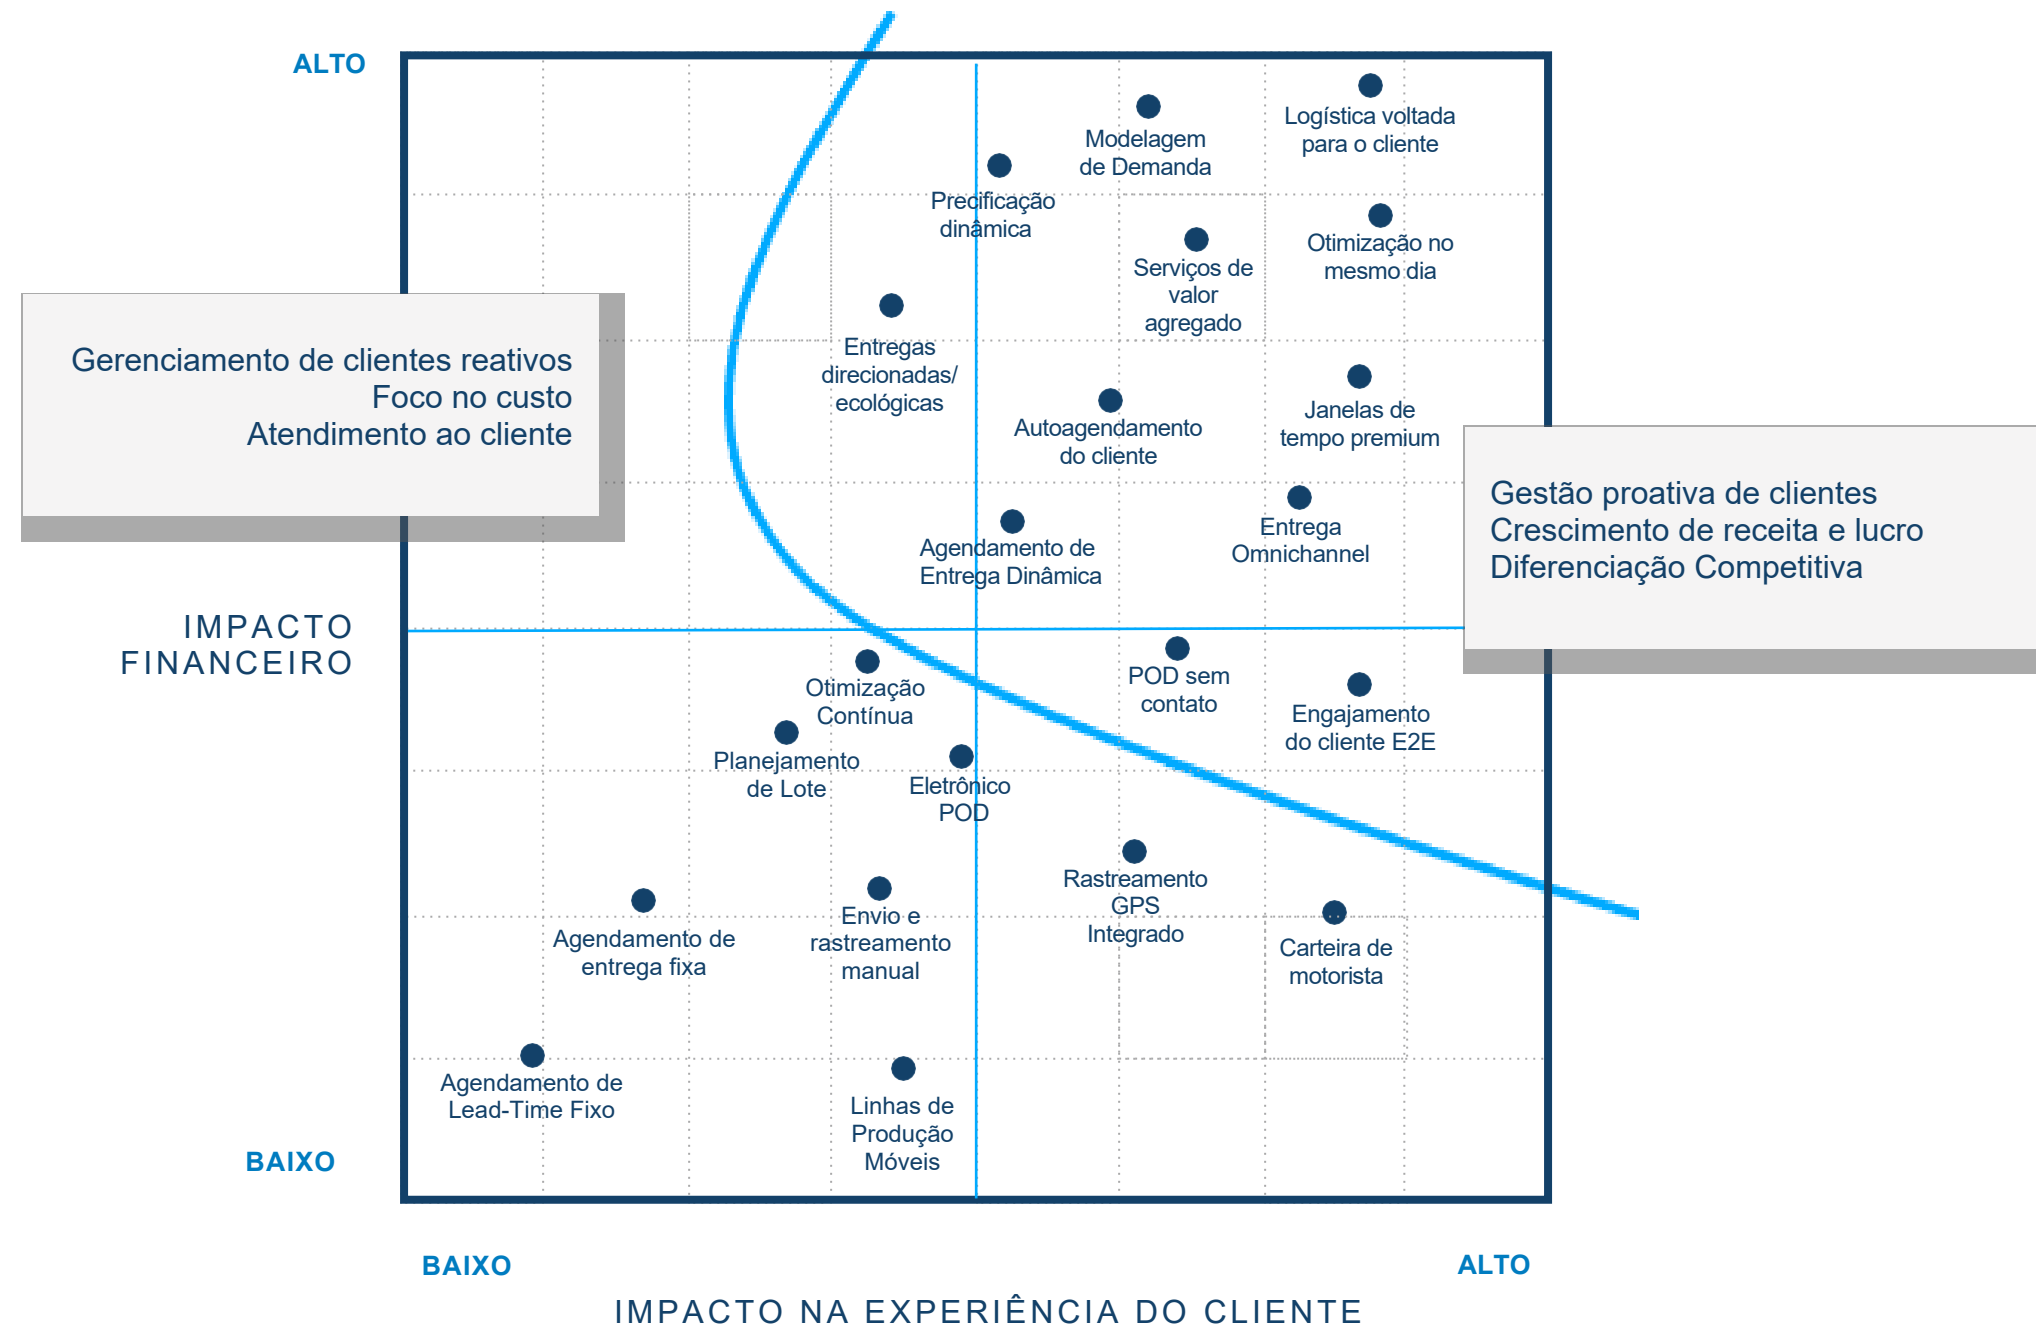 ALTO
Logística voltada
para o cliente
Modelagem
de Demanda
Precificação
dinâmica
Otimização no
mesmo dia
Serviços de
valor
agregado
Entregas
direcionadas/
ecológicas
Gerenciamento de clientes reativos
Foco no custo
Atendimento ao cliente
Janelas de
tempo premium
Autoagendamento
do cliente
Gestão proativa de clientes
Crescimento de receita e lucro
Diferenciação Competitiva
Entrega
Omnichannel
Agendamento de
Entrega Dinâmica
IMPACTO
FINANCEIRO
POD sem
contato
Otimização
Contínua
Engajamento
do cliente E2E
Planejamento
de Lote
Eletrônico
POD
Rastreamento
GPS
Integrado
Envio e
rastreamento
manual
Agendamento de
entrega fixa
Carteira de
motorista
Agendamento de
Lead-Time Fixo
Linhas de
Produção
Móveis
BAIXO
BAIXO
ALTO
IMPACTO NA EXPERIÊNCIA DO CLIENTE